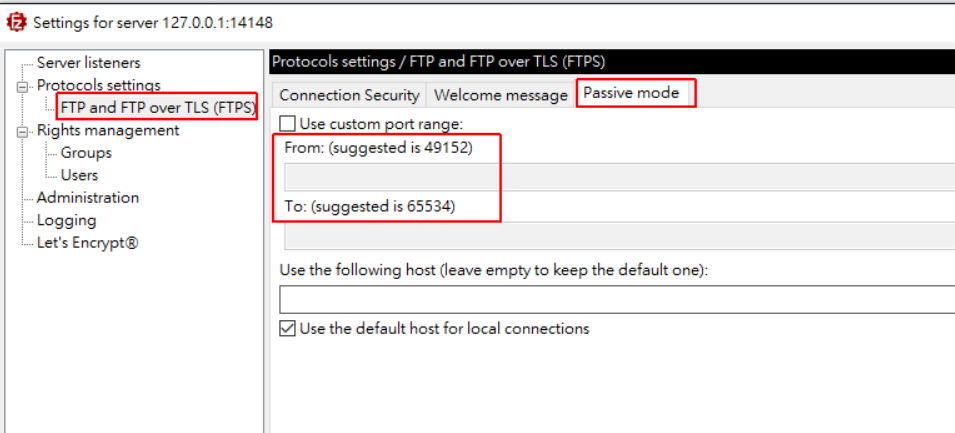 Settings for server 127.0.0.1:14148
Server listeners
Protocols settings
FTP and FTP over TLS (FTPS)
Rights management
Groups
Users
Administration
Logging
Let's Encrypt®
Protocols settings / FTP and FTP over TLS (FTPS)
Connection Security Welcome message Passive mode
Use custom port range:
From: (suggested is 49152)
To: (suggested is 65534)
Use the following host (leave empty to keep the default one):
Use the default host for local connections